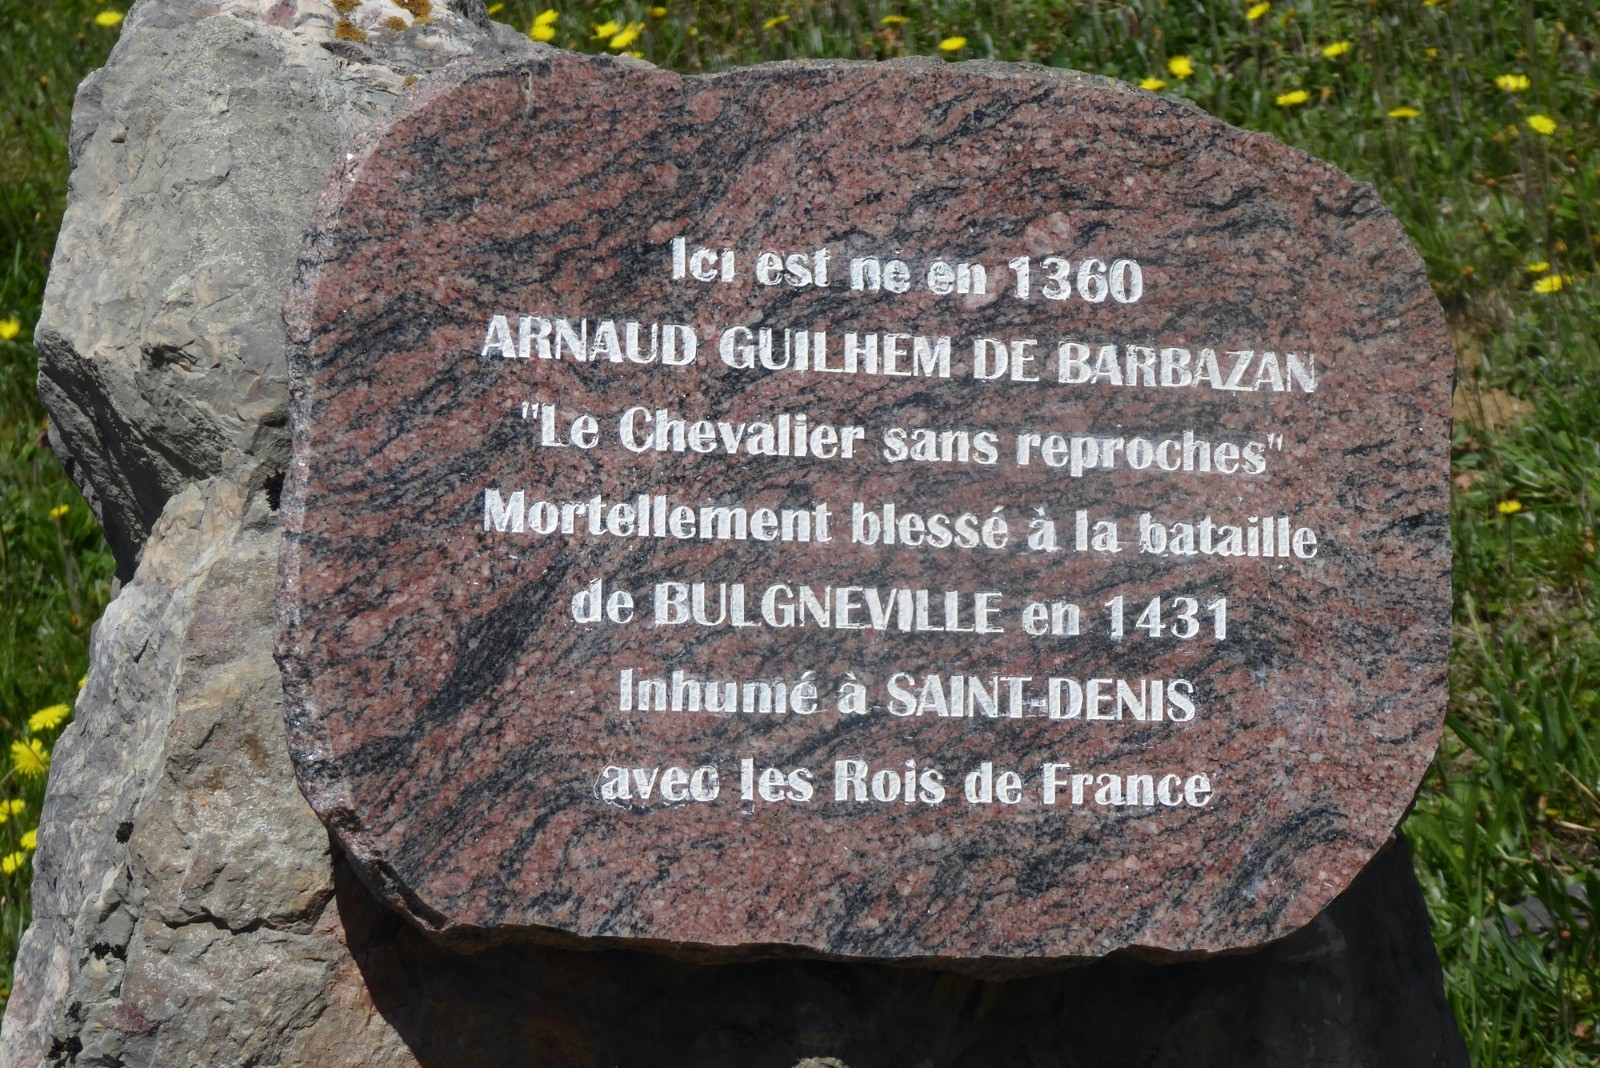 Ici est né en 1360
ARNAUD GUILHEM DE BARBAZAN
"Le Chevalier sans reproches"
Mortellement blessé à la bataille
de BULGNEVILLE en 1431
Inhumé à SAINT-DENIS
avec les Rois de France